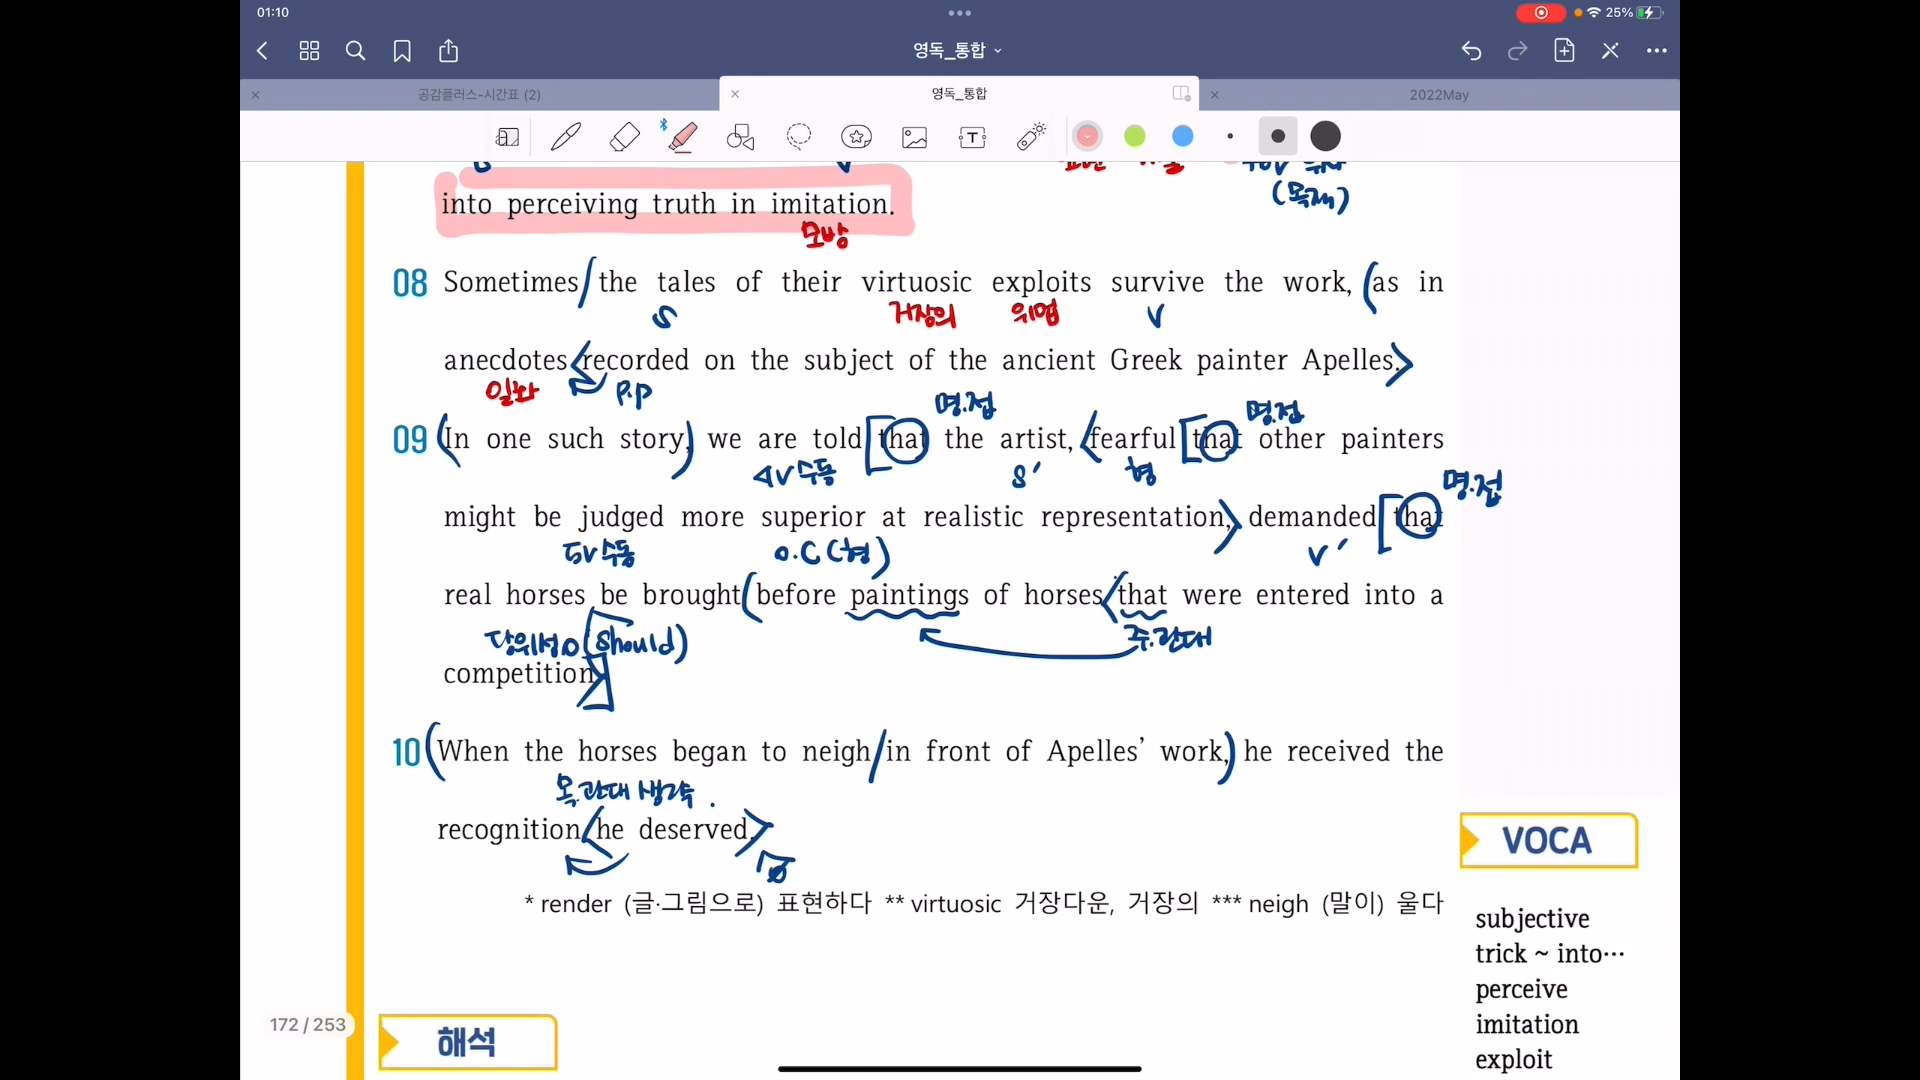 01:10
25%
영독_통합
공감플러스-시간표 (2)
영독_통합
2022May
(독자)
into perceiving truth in imitation.
모방
08 Sometimes the tales of their virtuosic exploits survive the work, (as in
S 거장의 위업 V
anecdotes <recorded on the subject of the ancient Greek painter Apelles.>
일화 P.P
명.접 명.접
09 (In one such story,) we are told [that the artist, <fearful [that other painters
4V수동 S' 형
명.접
might be judged more superior at realistic representation,> demanded [that
5V수동 O.C (형) V'
real horses be brought (before paintings of horses <that were entered into a
당위성O (should) 주.관대
competition.
10 (When the horses began to neigh / in front of Apelles' work,) he received the
목.관대 생략.
recognition <he deserved.>
* render (글·그림으로) 표현하다 ** virtuosic 거장다운, 거장의 *** neigh (말이) 울다
VOCA
subjective
trick ~ into···
perceive
imitation
exploit
172 / 253
해석